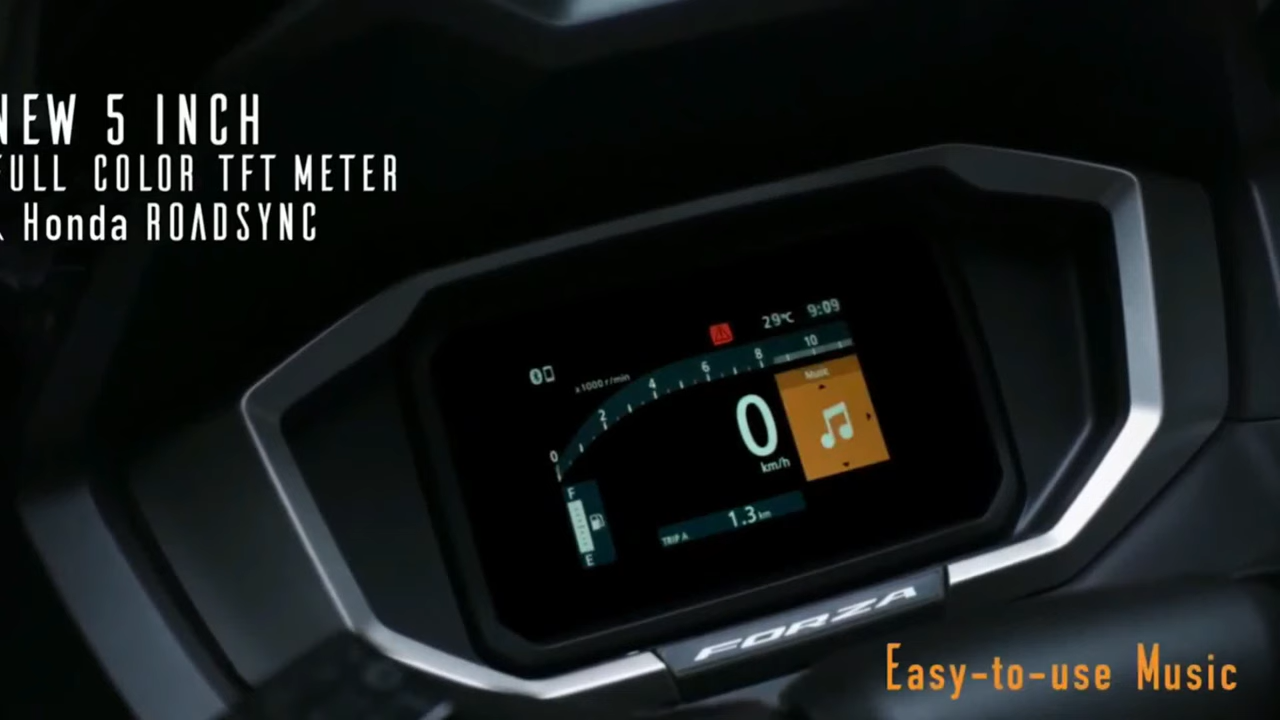 NEW 5 INCH
FULL COLOR TFT METER
& Honda ROADSYNC
29°C 9:09
x1000 r/min
0 2 4 6 8 10
Music
0
km/h
F
E
TRIP A 1.3 km
FORZA
Easy-to-use Music